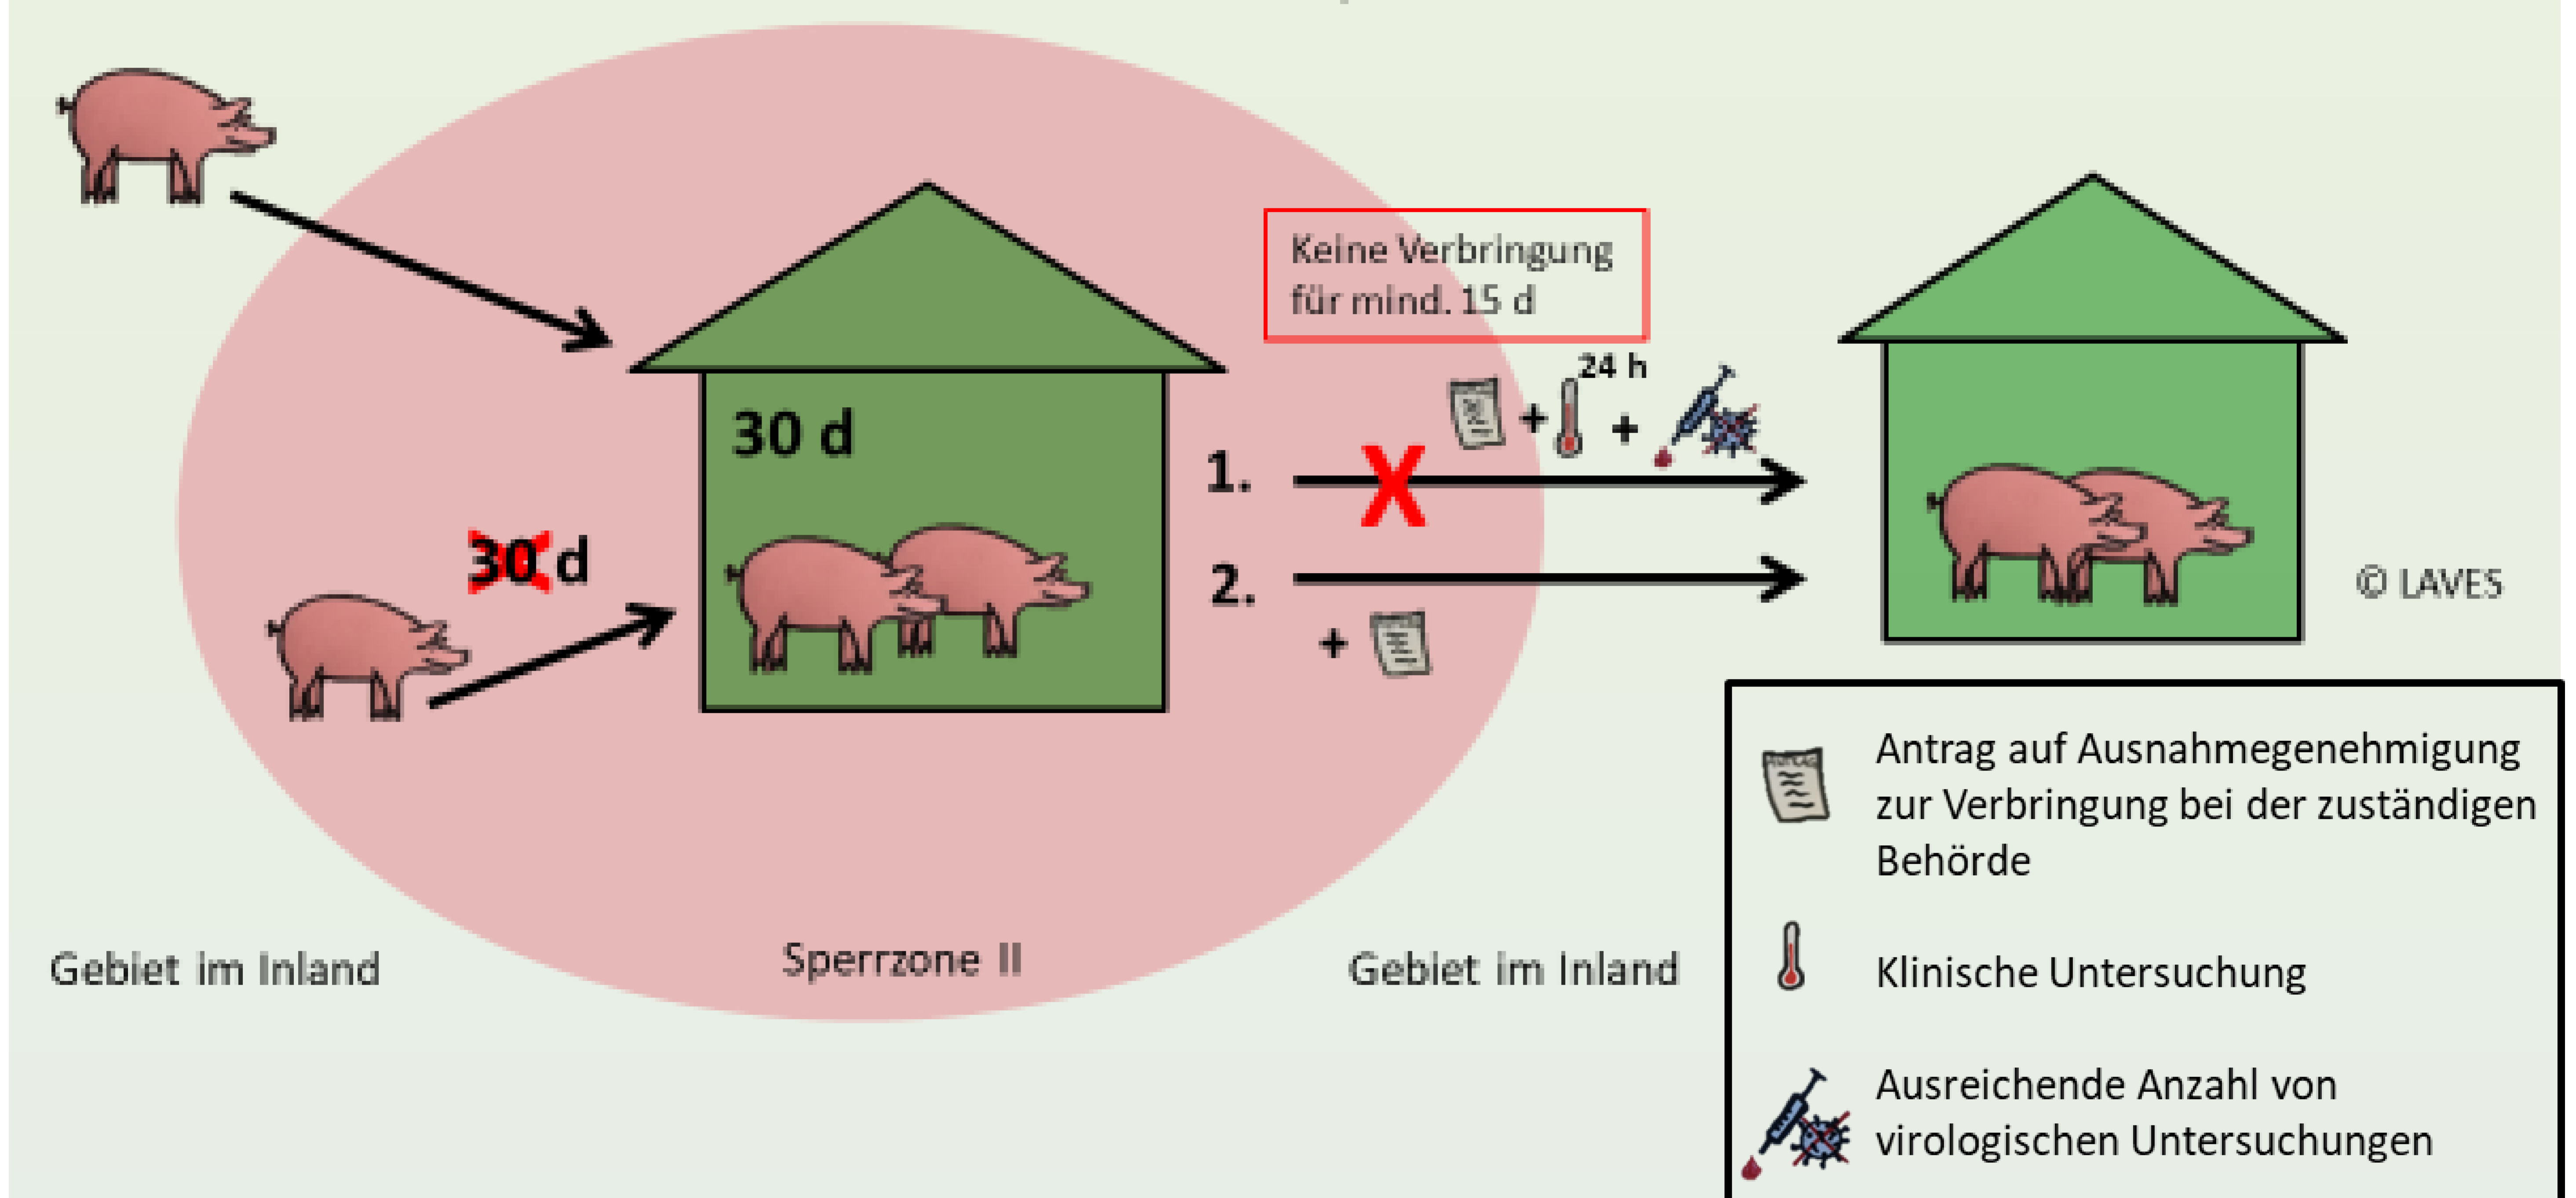 Keine Verbringung
für mind. 15 d
24 h
30 d
1.
30 d
2.
+
+
+
© LAVES
Gebiet im Inland
Sperrzone II
Gebiet im Inland
Antrag auf Ausnahmegenehmigung
zur Verbringung bei der zuständigen
Behörde
Klinische Untersuchung
Ausreichende Anzahl von
virologischen Untersuchungen